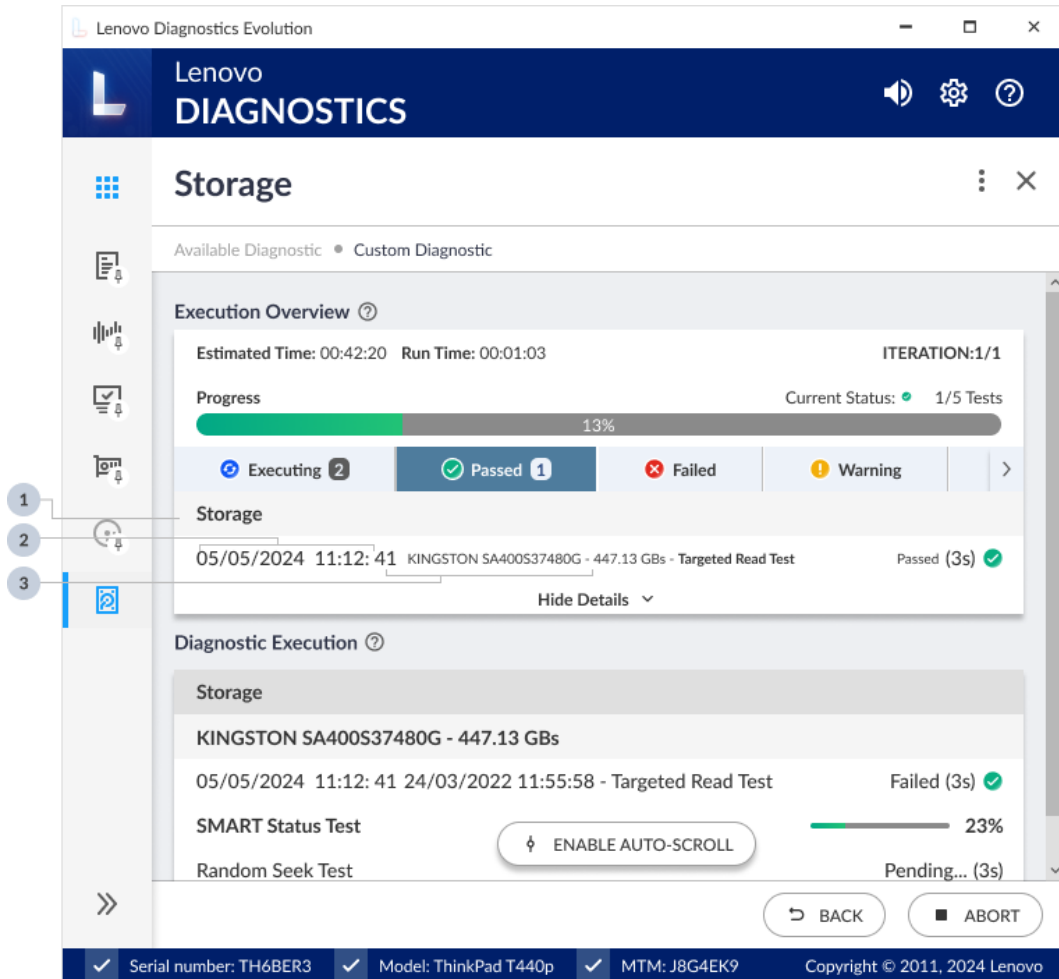 Lenovo Diagnostics Evolution
Lenovo
DIAGNOSTICS
Storage
Available Diagnostic • Custom Diagnostic
Execution Overview
Estimated Time: 00:42:20 Run Time: 00:01:03 ITERATION:1/1
Progress Current Status: 1/5 Tests
13%
Executing 2 Passed 1 Failed Warning
1
Storage
2
05/05/2024 11:12: 41 KINGSTON SA400S37480G - 447.13 GBs - Targeted Read Test Passed (3s)
3
Hide Details
Diagnostic Execution
Storage
KINGSTON SA400S37480G - 447.13 GBs
05/05/2024 11:12: 41 24/03/2022 11:55:58 - Targeted Read Test Failed (3s)
SMART Status Test 23%
ENABLE AUTO-SCROLL
Random Seek Test Pending... (3s)
BACK ABORT
Serial number: TH6BER3 Model: ThinkPad T440p MTM: J8G4EK9 Copyright © 2011, 2024 Lenovo